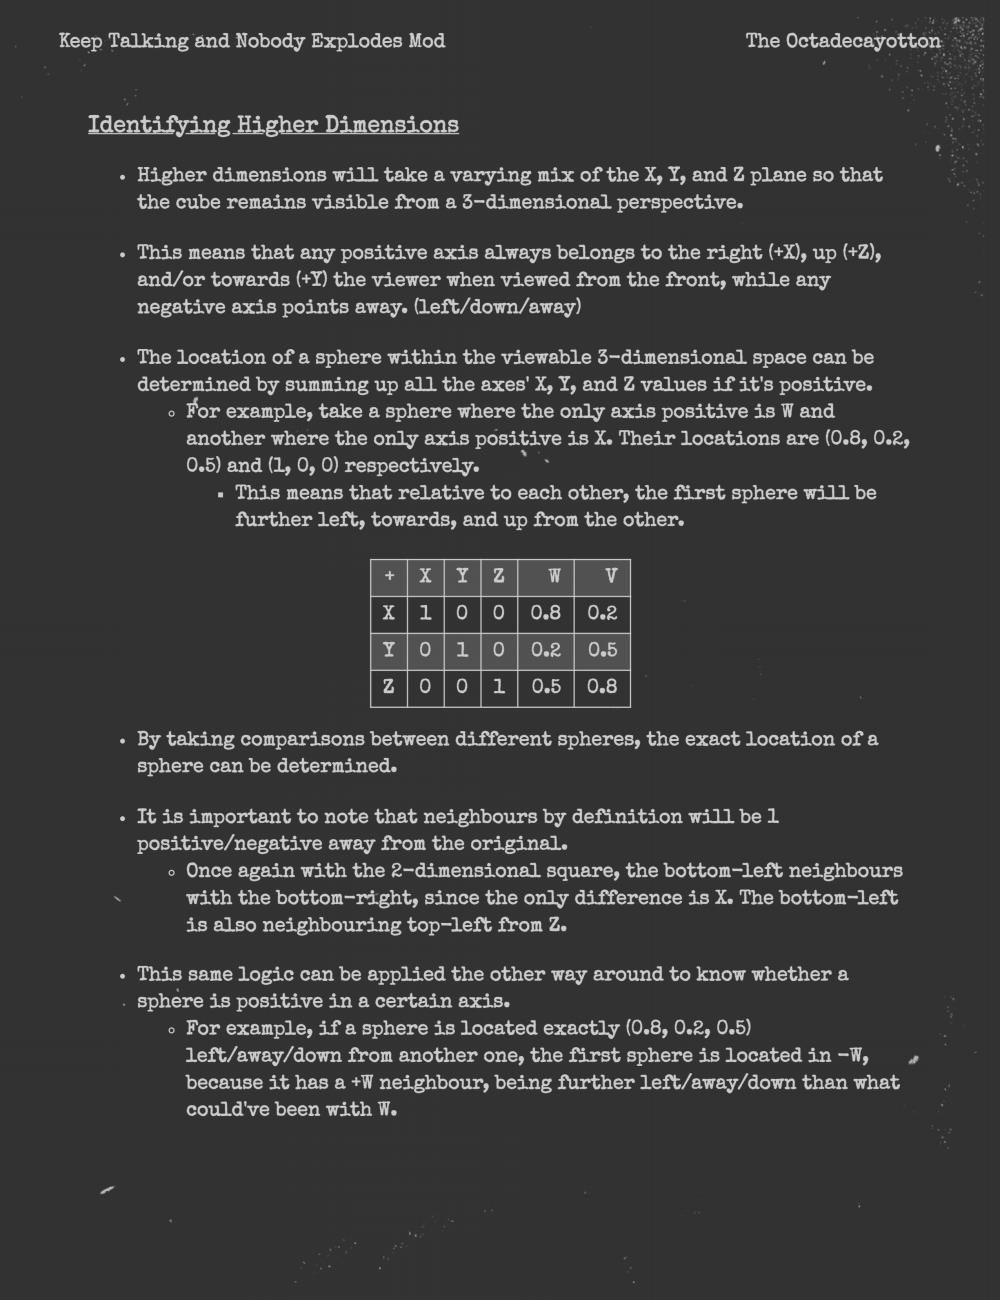 Keep Talking and Nobody Explodes Mod
The Octadecayotton
Identifying Higher Dimensions
• Higher dimensions will take a varying mix of the X, Y, and Z plane so that
the cube remains visible from a 3-dimensional perspective.
• This means that any positive axis always belongs to the right (+X), up (+Z),
and/or towards (+Y) the viewer when viewed from the front, while any
negative axis points away. (left/down/away)
• The location of a sphere within the viewable 3-dimensional space can be
determined by summing up all the axes' X, Y, and Z values if it's positive.
◦ For example, take a sphere where the only axis positive is W and
another where the only axis positive is X. Their locations are (0.8, 0.2,
0.5) and (1, 0, 0) respectively.
▪ This means that relative to each other, the first sphere will be
further left, towards, and up from the other.
+ X Y Z W V
X 1 0 0 0.8 0.2
Y 0 1 0 0.2 0.5
Z 0 0 1 0.5 0.8
• By taking comparisons between different spheres, the exact location of a
sphere can be determined.
• It is important to note that neighbours by definition will be 1
positive/negative away from the original.
◦ Once again with the 2-dimensional square, the bottom-left neighbours
with the bottom-right, since the only difference is X. The bottom-left
is also neighbouring top-left from Z.
• This same logic can be applied the other way around to know whether a
sphere is positive in a certain axis.
◦ For example, if a sphere is located exactly (0.8, 0.2, 0.5)
left/away/down from another one, the first sphere is located in -W,
because it has a +W neighbour, being further left/away/down than what
could've been with W.